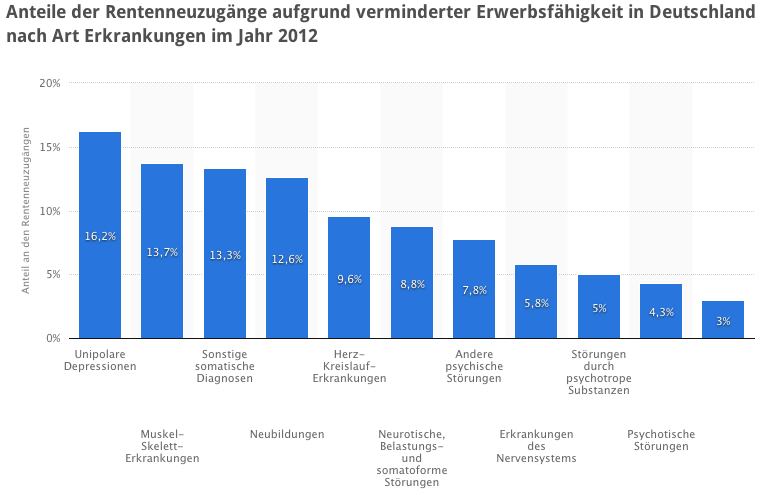 Anteile der Rentenneuzugänge aufgrund verminderter Erwerbsfähigkeit in Deutschland
nach Art Erkrankungen im Jahr 2012
Anteil an den Rentenneuzugängen
20%
15%
10%
5%
0%
16,2%
13,7%
13,3%
12,6%
9,6%
8,8%
7,8%
5,8%
5%
4,3%
3%
Unipolare
Depressionen
Muskel-
Skelett-
Erkrankungen
Sonstige
somatische
Diagnosen
Neubildungen
Herz-
Kreislauf-
Erkrankungen
Neurotische,
Belastungs-
und
somatoforme
Störungen
Andere
psychische
Störungen
Erkrankungen
des
Nervensystems
Störungen
durch
psychotrope
Substanzen
Psychotische
Störungen